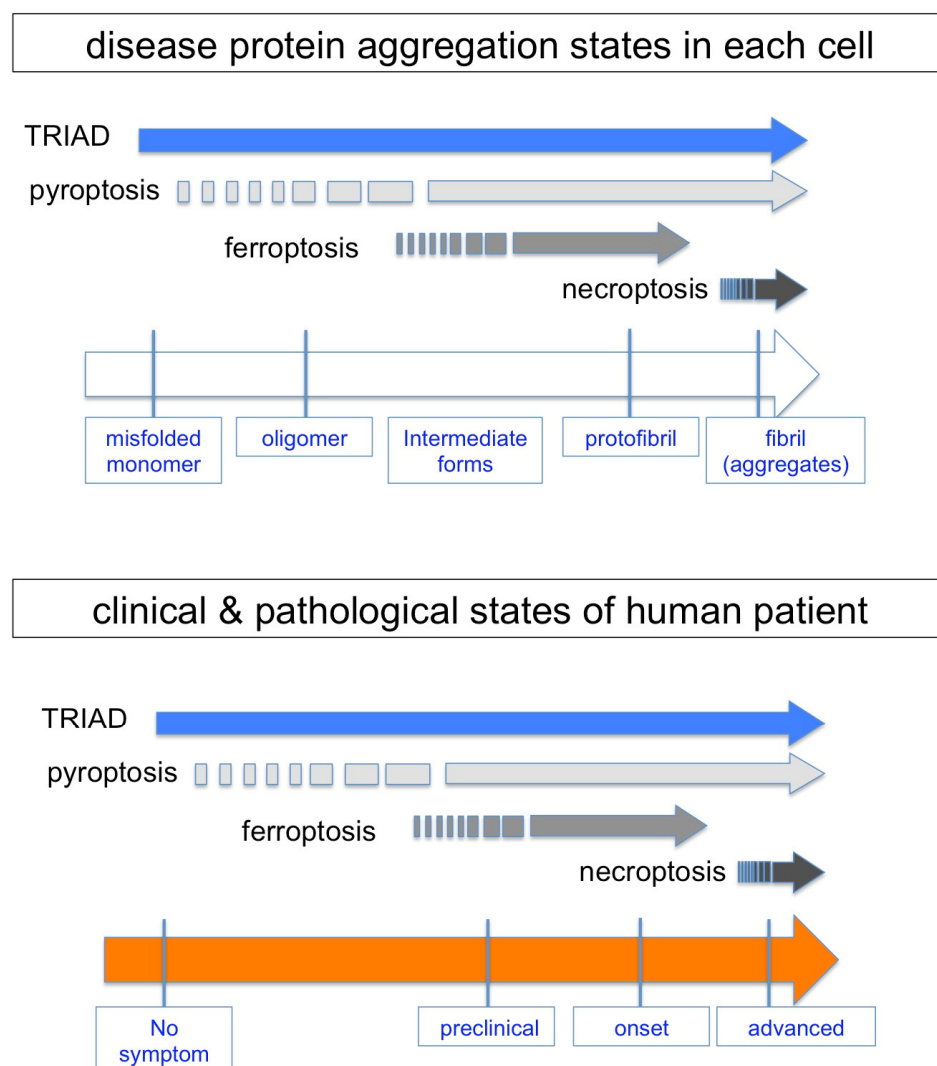 disease protein aggregation states in each cell
TRIAD
pyroptosis
ferroptosis
necroptosis
misfolded
monomer
oligomer
Intermediate
forms
protofibril
fibril
(aggregates)
clinical & pathological states of human patient
TRIAD
pyroptosis
ferroptosis
necroptosis
No
symptom
preclinical
onset
advanced